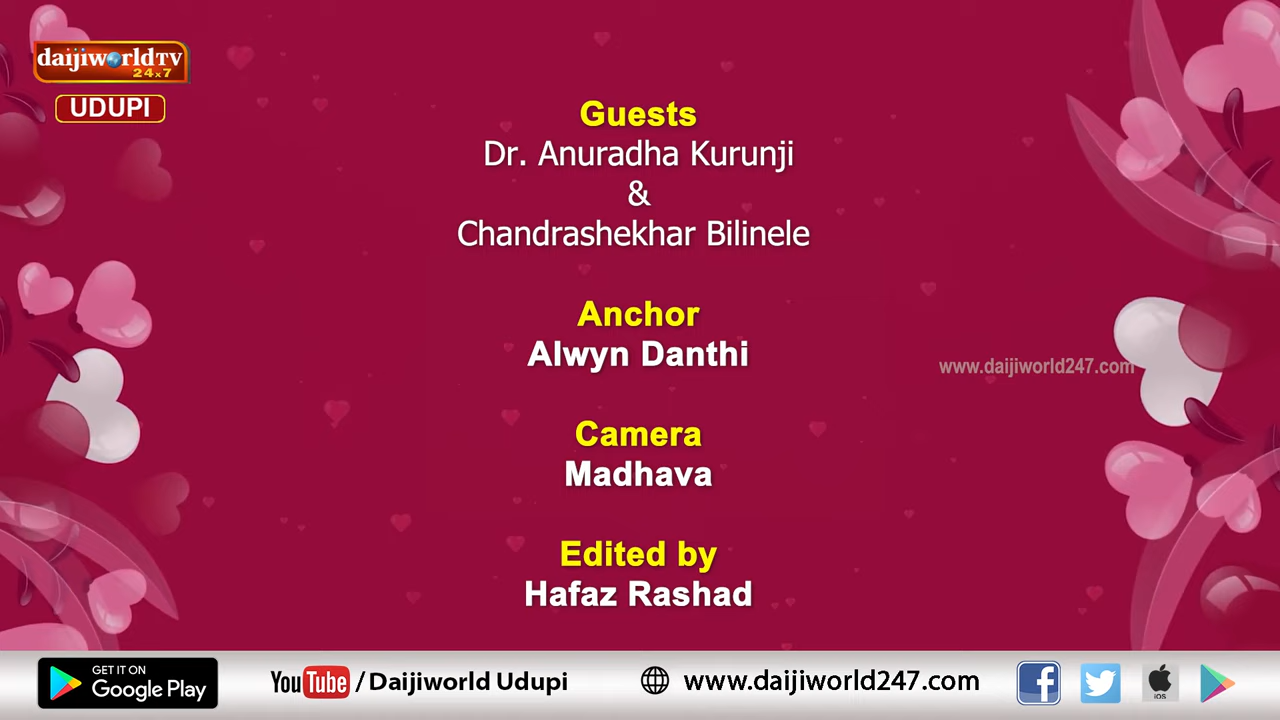 daijiworldTV
24x7
UDUPI
Guests
Dr. Anuradha Kurunji
&
Chandrashekhar Bilinele
Anchor
Alwyn Danthi
www.daijiworld247.com
Camera
Madhava
Edited by
Hafaz Rashad
GET IT ON
Google Play
YouTube /Daijiworld Udupi
www.daijiworld247.com
iOS